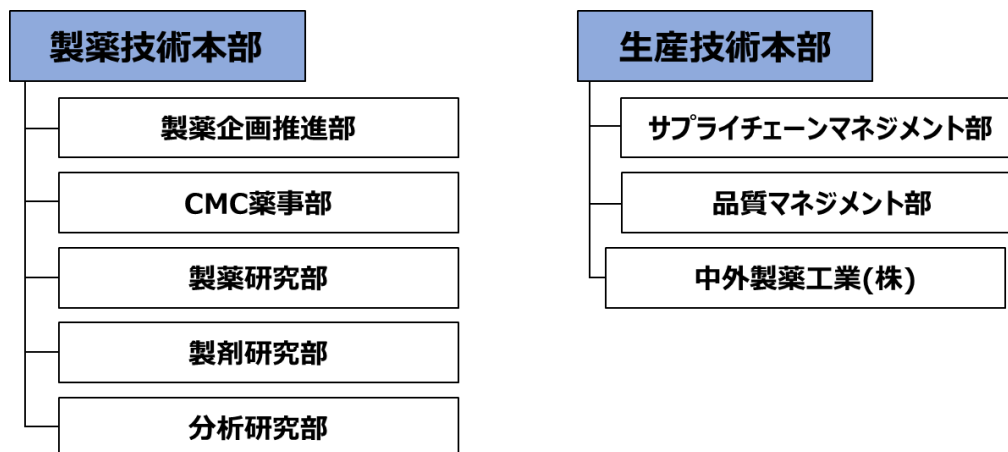 製薬技術本部
製薬企画推進部
CMC薬事部
製薬研究部
製剤研究部
分析研究部
生産技術本部
サプライチェーンマネジメント部
品質マネジメント部
中外製薬工業(株)